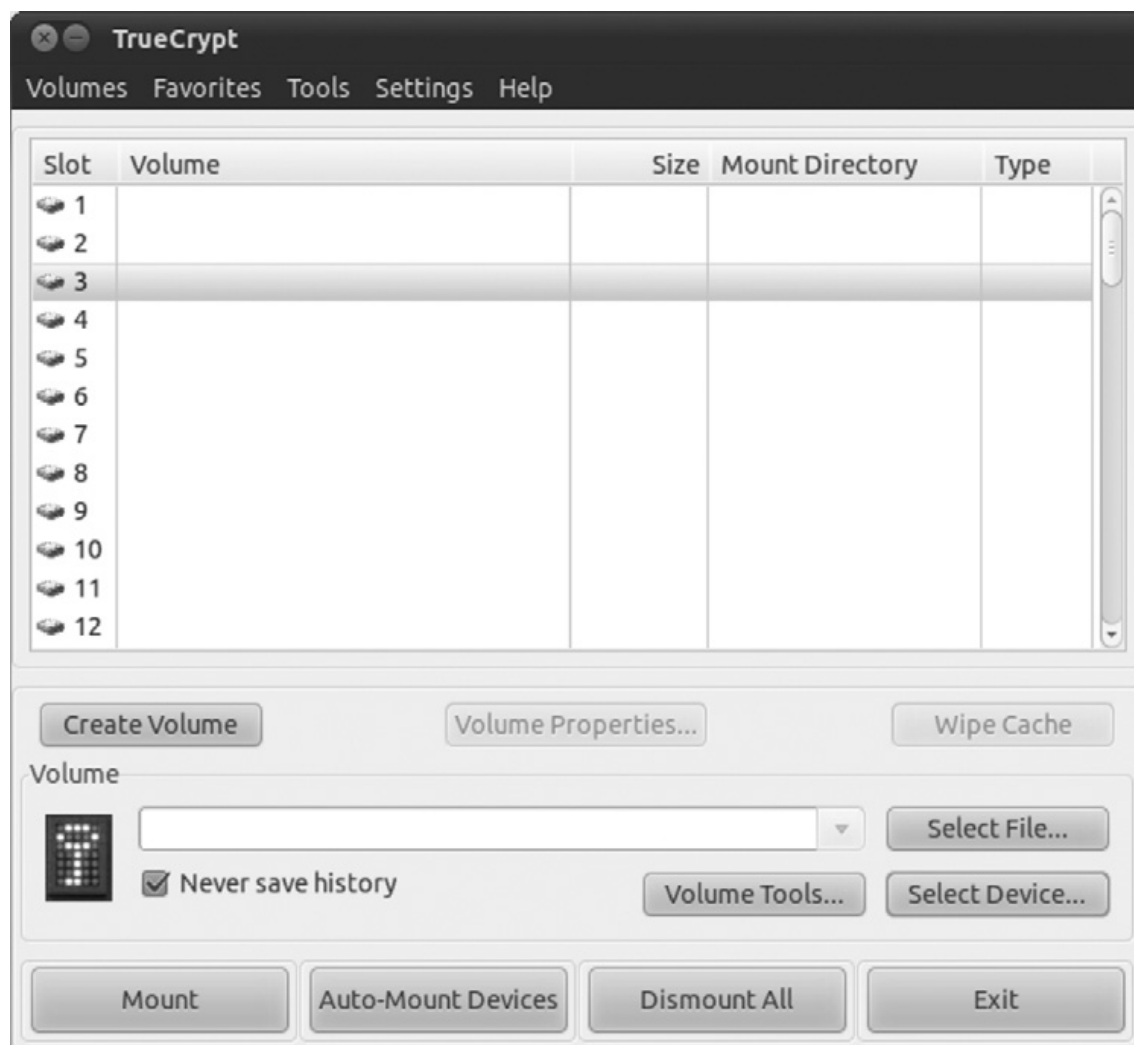 TrueCrypt
Volumes Favorites Tools Settings Help
Slot Volume Size Mount Directory Type
1
2
3
4
5
6
7
8
9
10
11
12
Create Volume Volume Properties... Wipe Cache
Volume
Select File...
Never save history Volume Tools... Select Device...
Mount Auto-Mount Devices Dismount All Exit